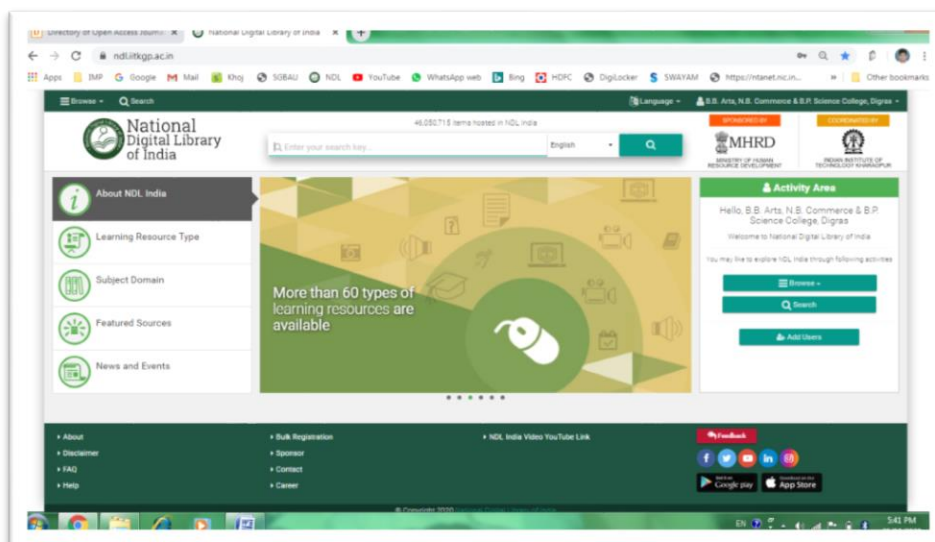 Directory of Open Access Journa
National Digital Library of India
ndl.iitkgp.ac.in
Apps IMP Google Mail Khoj SGBAU NDL YouTube WhatsApp web Bing HDFC DigiLocker SWAYAM https://ntanet.nic.in... » Other bookmarks
Browse Search Language B.B. Arts, N.B. Commerce & B.P. Science College, Digras
National
Digital Library
of India
46,050,715 items hosted in NDL India
Enter your search key...
English
SPONSORED BY
MHRD
MINISTRY OF HUMAN
RESOURCE DEVELOPMENT
COORDINATED BY
INDIAN INSTITUTE OF
TECHNOLOGY KHARAGPUR
About NDL India
Learning Resource Type
Subject Domain
Featured Sources
News and Events
More than 60 types of
learning resources are
available
Activity Area
Hello, B.B. Arts, N.B. Commerce & B.P.
Science College, Digras
Welcome to National Digital Library of India
You may like to explore NDL India through following activities
Browse
Search
Add Users
About
Disclaimer
FAQ
Help
Bulk Registration
Sponsor
Contact
Career
NDL India Video YouTube Link
Feedback
Google play
App Store
© Copyright 2020 National Digital Library of India
EN
5:41 PM